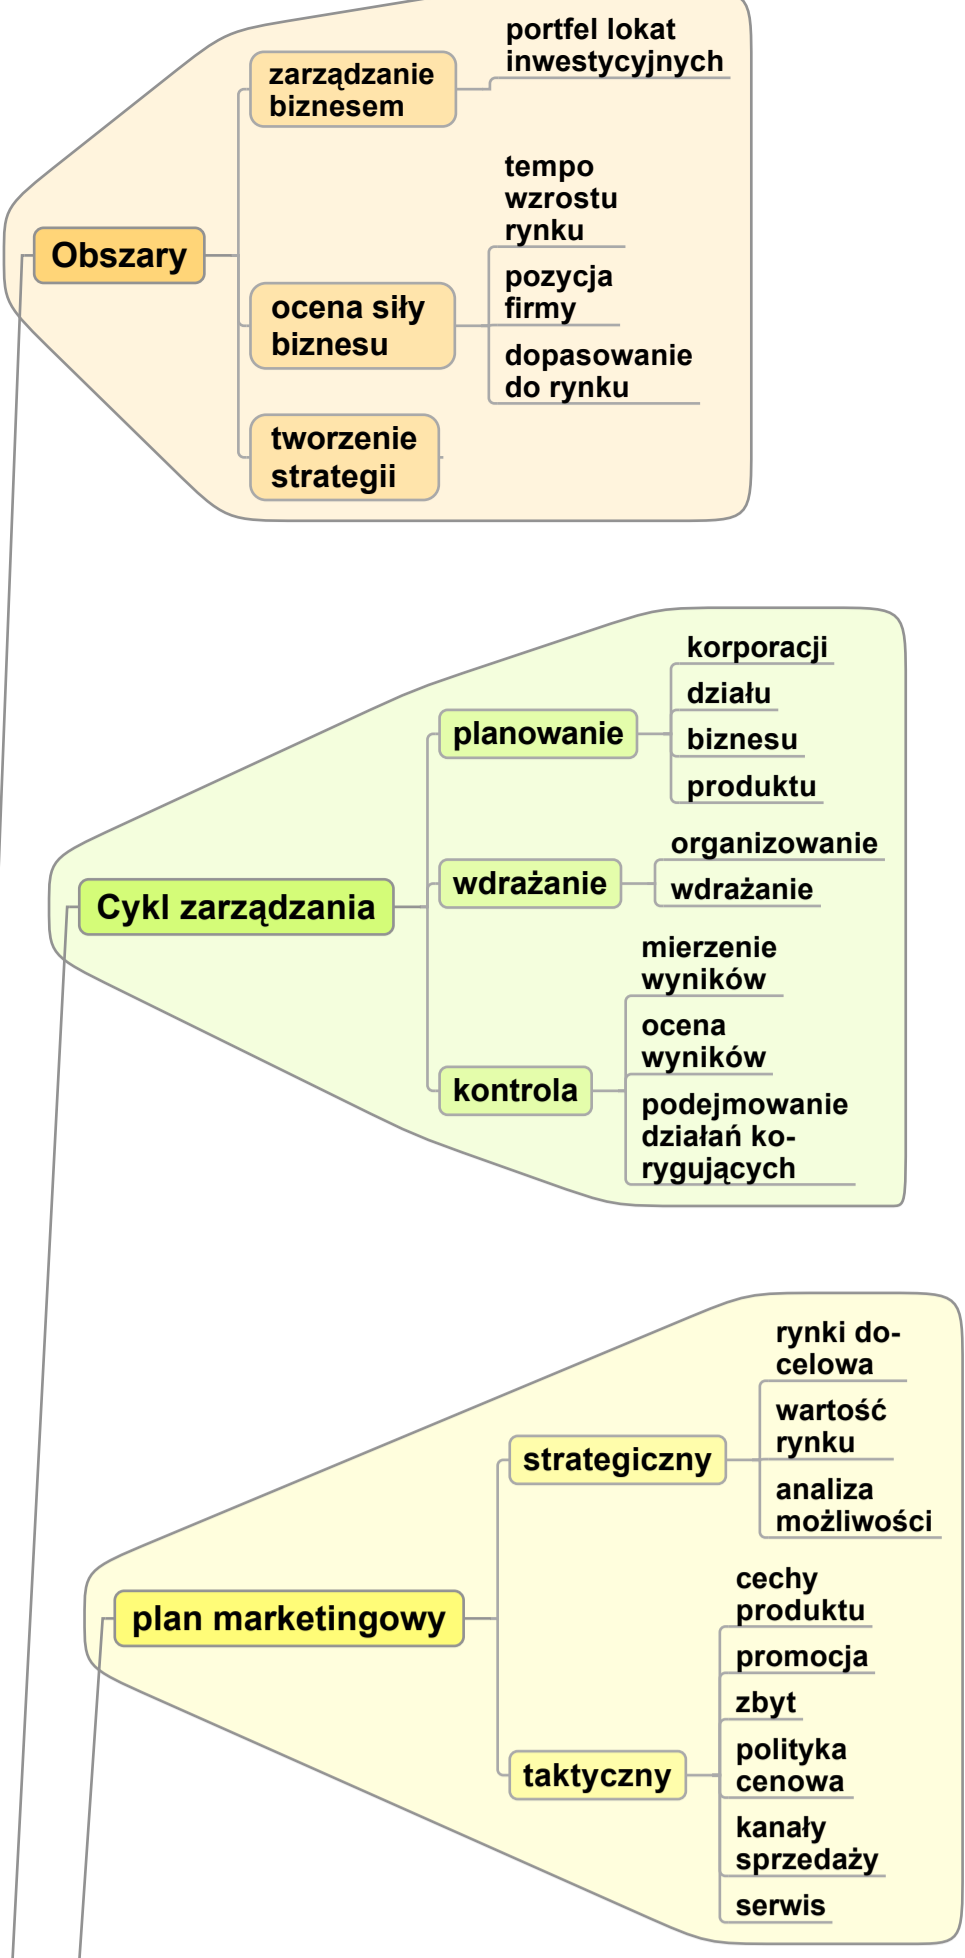 Obszary
zarządzanie
biznesem
portfel lokat
inwestycyjnych
ocena siły
biznesu
tempo
wzrostu
rynku
pozycja
firmy
dopasowanie
do rynku
tworzenie
strategii
Cykl zarządzania
planowanie
korporacji
działu
biznesu
produktu
wdrażanie
organizowanie
wdrażanie
kontrola
mierzenie
wyników
ocena
wyników
podejmowanie
działań ko-
rygujących
plan marketingowy
strategiczny
rynki do-
celowa
wartość
rynku
analiza
możliwości
taktyczny
cechy
produktu
promocja
zbyt
polityka
cenowa
kanały
sprzedaży
serwis